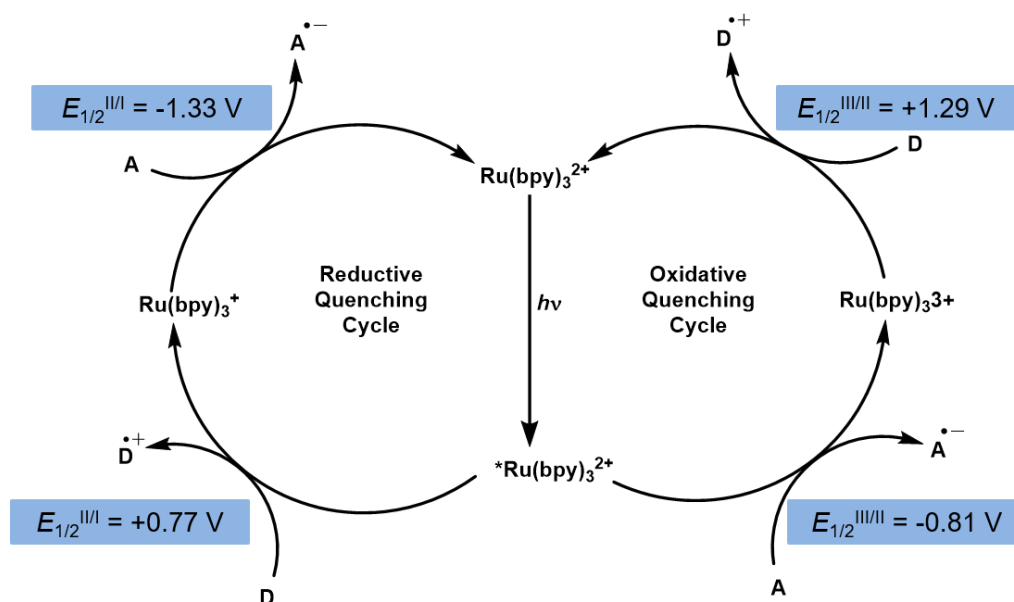 A•−
D•+
E1/2II/I = -1.33 V
E1/2III/II = +1.29 V
A
D
Ru(bpy)32+
Reductive
Quenching
Cycle
Oxidative
Quenching
Cycle
Ru(bpy)3+
hν
Ru(bpy)33+
D•+
A•−
*Ru(bpy)32+
E1/2II/I = +0.77 V
E1/2III/II = -0.81 V
D
A